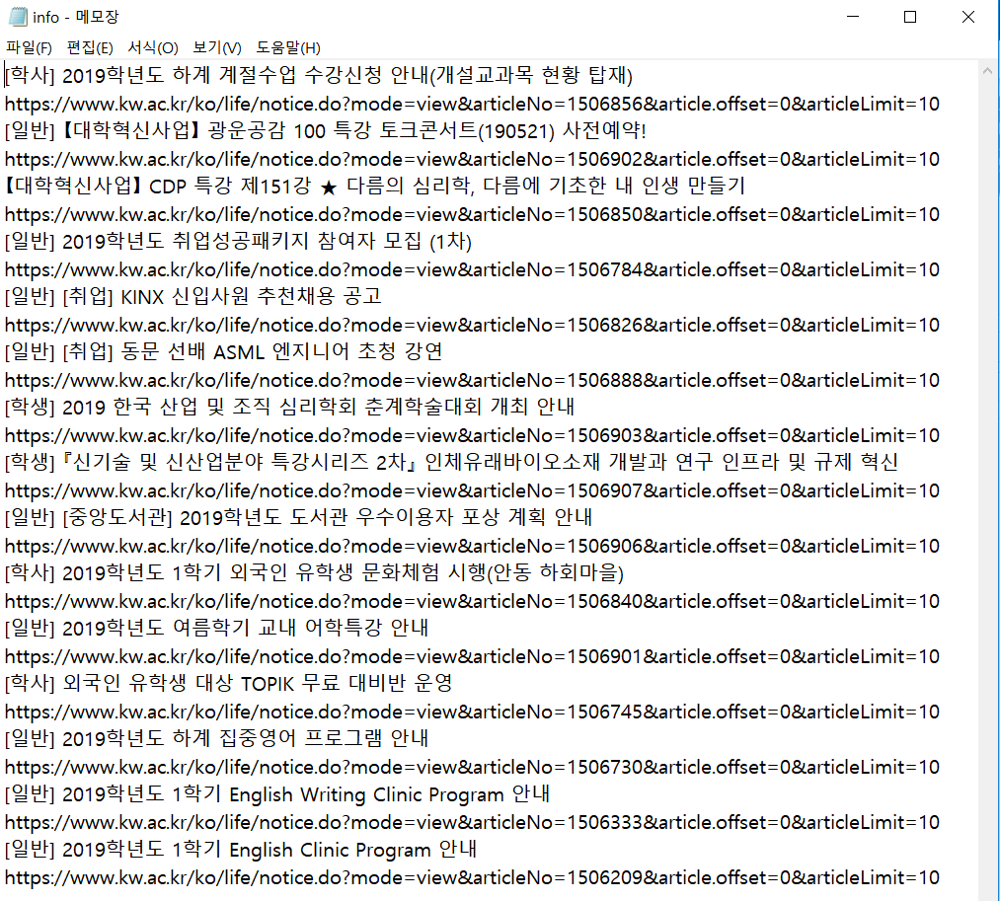 info - 메모장
파일(F) 편집(E) 서식(O) 보기(V) 도움말(H)
[학사] 2019학년도 하계 계절수업 수강신청 안내(개설교과목 현황 탑재)
https://www.kw.ac.kr/ko/life/notice.do?mode=view&articleNo=1506856&article.offset=0&articleLimit=10
[일반] 【대학혁신사업】 광운공감 100 특강 토크콘서트(190521) 사전예약!
https://www.kw.ac.kr/ko/life/notice.do?mode=view&articleNo=1506902&article.offset=0&articleLimit=10
【대학혁신사업】 CDP 특강 제151강 ★ 다름의 심리학, 다름에 기초한 내 인생 만들기
https://www.kw.ac.kr/ko/life/notice.do?mode=view&articleNo=1506850&article.offset=0&articleLimit=10
[일반] 2019학년도 취업성공패키지 참여자 모집 (1차)
https://www.kw.ac.kr/ko/life/notice.do?mode=view&articleNo=1506784&article.offset=0&articleLimit=10
[일반] [취업] KINX 신입사원 추천채용 공고
https://www.kw.ac.kr/ko/life/notice.do?mode=view&articleNo=1506826&article.offset=0&articleLimit=10
[일반] [취업] 동문 선배 ASML 엔지니어 초청 강연
https://www.kw.ac.kr/ko/life/notice.do?mode=view&articleNo=1506888&article.offset=0&articleLimit=10
[학생] 2019 한국 산업 및 조직 심리학회 춘계학술대회 개최 안내
https://www.kw.ac.kr/ko/life/notice.do?mode=view&articleNo=1506903&article.offset=0&articleLimit=10
[학생] 『신기술 및 신산업분야 특강시리즈 2차』 인체유래바이오소재 개발과 연구 인프라 및 규제 혁신
https://www.kw.ac.kr/ko/life/notice.do?mode=view&articleNo=1506907&article.offset=0&articleLimit=10
[일반] [중앙도서관] 2019학년도 도서관 우수이용자 포상 계획 안내
https://www.kw.ac.kr/ko/life/notice.do?mode=view&articleNo=1506906&article.offset=0&articleLimit=10
[학사] 2019학년도 1학기 외국인 유학생 문화체험 시행(안동 하회마을)
https://www.kw.ac.kr/ko/life/notice.do?mode=view&articleNo=1506840&article.offset=0&articleLimit=10
[일반] 2019학년도 여름학기 교내 어학특강 안내
https://www.kw.ac.kr/ko/life/notice.do?mode=view&articleNo=1506901&article.offset=0&articleLimit=10
[학사] 외국인 유학생 대상 TOPIK 무료 대비반 운영
https://www.kw.ac.kr/ko/life/notice.do?mode=view&articleNo=1506745&article.offset=0&articleLimit=10
[일반] 2019학년도 하계 집중영어 프로그램 안내
https://www.kw.ac.kr/ko/life/notice.do?mode=view&articleNo=1506730&article.offset=0&articleLimit=10
[일반] 2019학년도 1학기 English Writing Clinic Program 안내
https://www.kw.ac.kr/ko/life/notice.do?mode=view&articleNo=1506333&article.offset=0&articleLimit=10
[일반] 2019학년도 1학기 English Clinic Program 안내
https://www.kw.ac.kr/ko/life/notice.do?mode=view&articleNo=1506209&article.offset=0&articleLimit=10